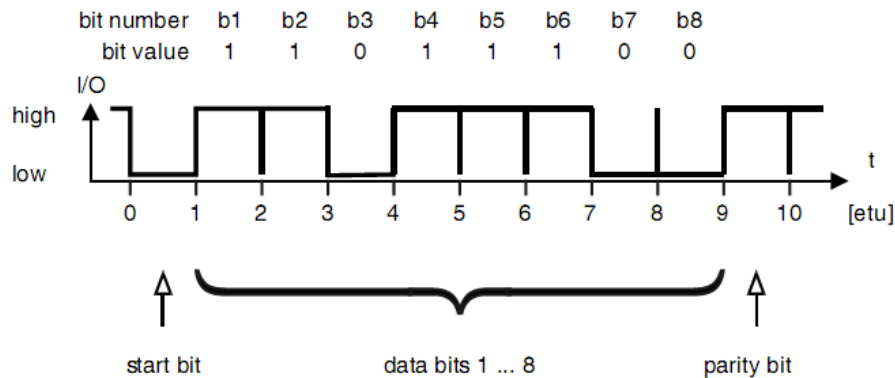 bit number b1 b2 b3 b4 b5 b6 b7 b8
bit value 1 1 0 1 1 1 0 0
I/O
high
low
t
0 1 2 3 4 5 6 7 8 9 10 [etu]
start bit data bits 1 ... 8 parity bit